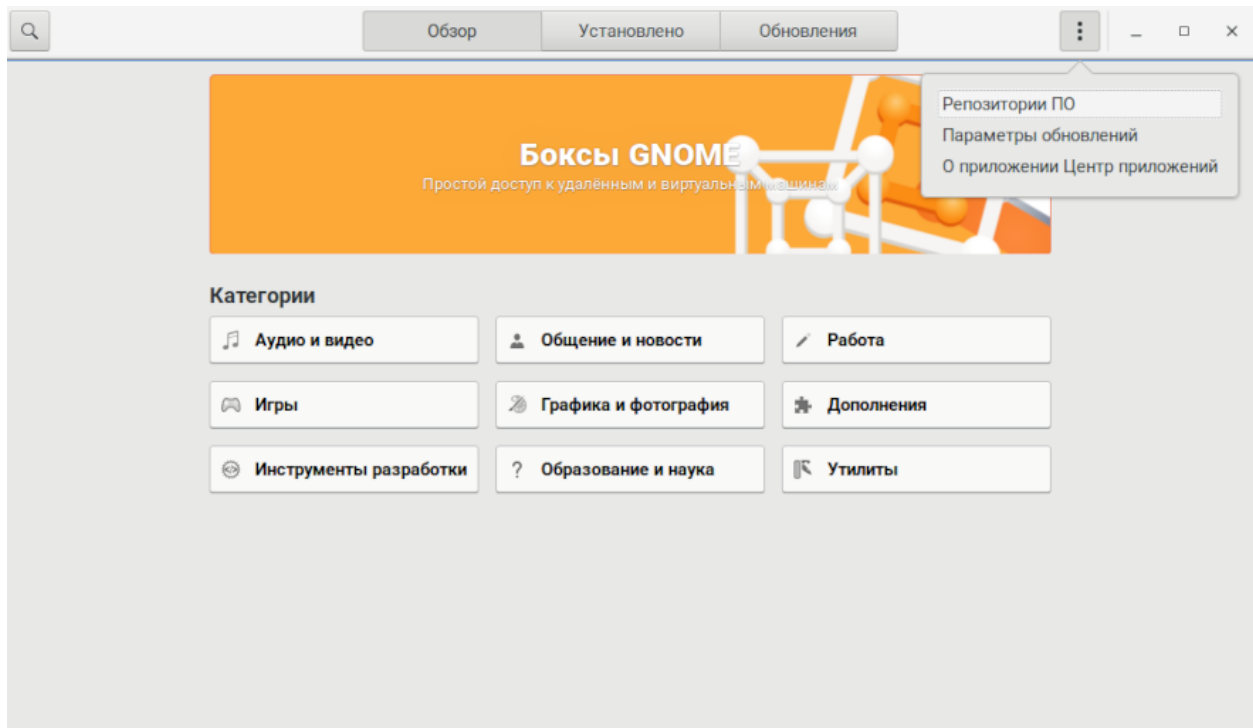 Обзор
Установлено
Обновления
Репозитории ПО
Параметры обновлений
О приложении Центр приложений
Боксы GNOME
Простой доступ к удалённым и виртуальным машинам
Категории
Аудио и видео
Общение и новости
Работа
Игры
Графика и фотография
Дополнения
Инструменты разработки
Образование и наука
Утилиты